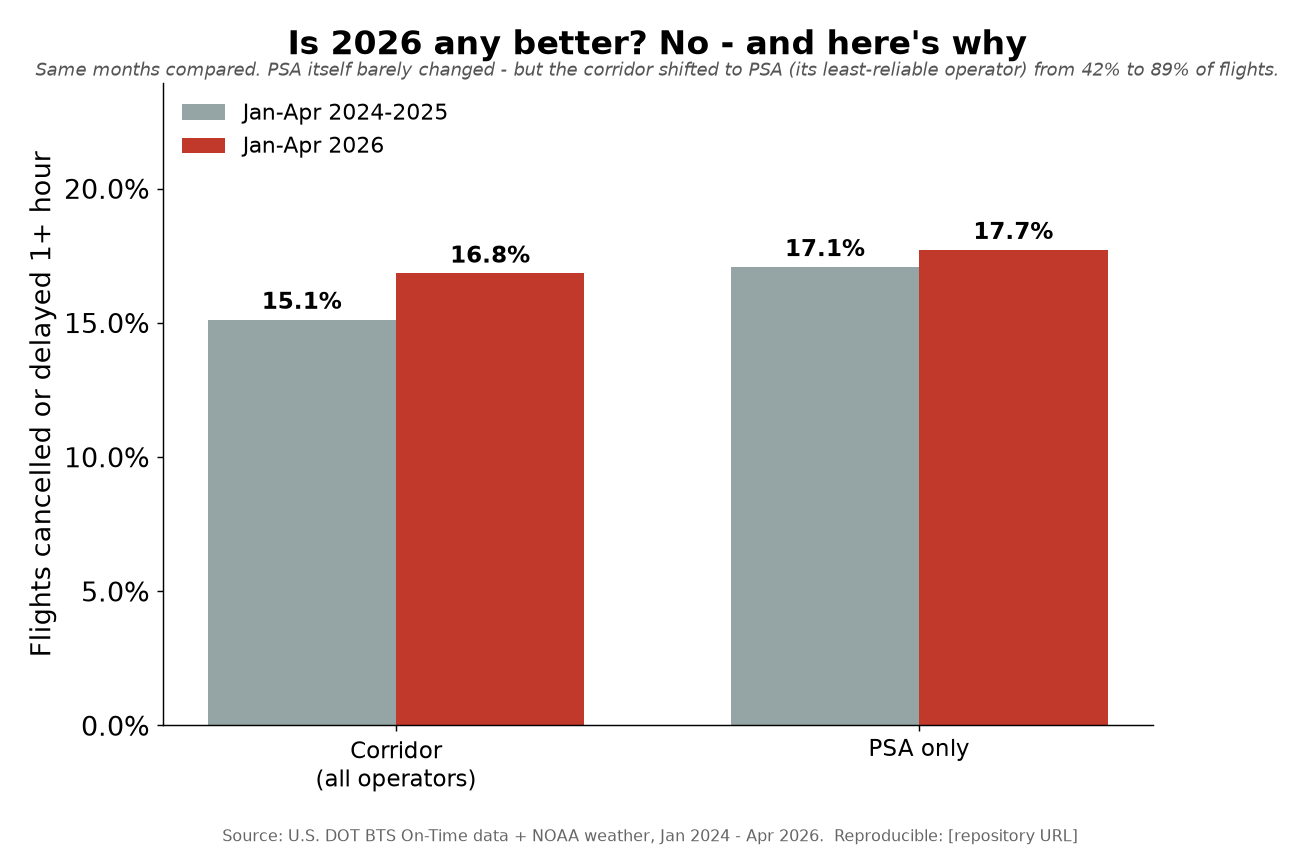 Is 2026 any better? No - and here's why
Same months compared. PSA itself barely changed - but the corridor shifted to PSA (its least-reliable operator) from 42% to 89% of flights.
Jan-Apr 2024-2025
Jan-Apr 2026
Flights cancelled or delayed 1+ hour
20.0%
15.0%
10.0%
5.0%
0.0%
15.1%
16.8%
17.1%
17.7%
Corridor
(all operators)
PSA only
Source: U.S. DOT BTS On-Time data + NOAA weather, Jan 2024 - Apr 2026.  Reproducible: [repository URL]